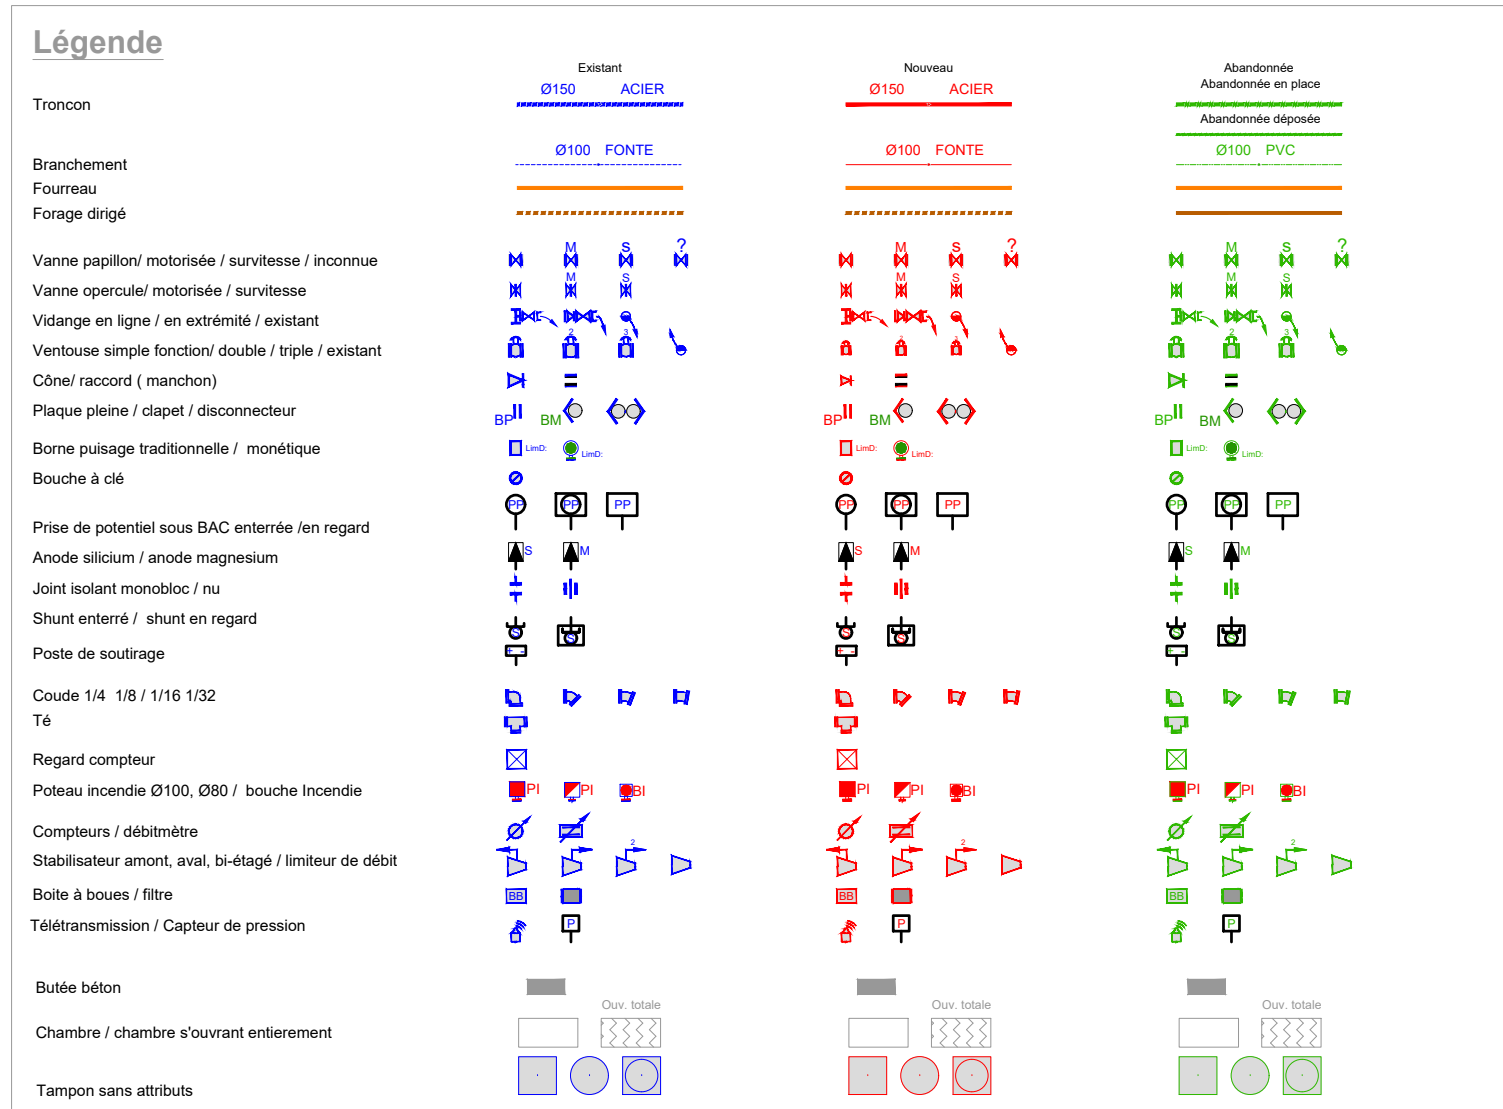 Légende
Existant Nouveau Abandonnée
Abandonnée en place
Ø150 ACIER Ø150 ACIER
Troncon
Abandonnée déposée
Ø100 FONTE Ø100 FONTE Ø100 PVC
Branchement
Fourreau
Forage dirigé
M S ? M S ? M S ?
Vanne papillon/ motorisée / survitesse / inconnue
M S M S M S
Vanne opercule/ motorisée / survitesse
Vidange en ligne / en extrémité / existant
2 3 2 3
Ventouse simple fonction/ double / triple / existant
Cône/ raccord ( manchon)
Plaque pleine / clapet / disconnecteur
BP BM BP BM BP BM
Borne puisage traditionnelle / monétique
LimD: LimD: LimD: LimD: LimD: LimD:
Bouche à clé
PP PP PP PP PP PP PP PP PP
Prise de potentiel sous BAC enterrée /en regard
Anode silicium / anode magnesium
S M S M S M
Joint isolant monobloc / nu
Shunt enterré / shunt en regard
S S S S S S
Poste de soutirage
+ - + - + -
Coude 1/4 1/8 / 1/16 1/32
Té
Regard compteur
Poteau incendie Ø100, Ø80 / bouche Incendie
PI PI BI PI PI BI PI PI BI
Compteurs / débitmètre
2 2 2
Stabilisateur amont, aval, bi-étagé / limiteur de débit
Boite à boues / filtre
BB BB BB
Télétransmission / Capteur de pression
P P P
Butée béton
Ouv. totale Ouv. totale Ouv. totale
Chambre / chambre s'ouvrant entierement
Tampon sans attributs